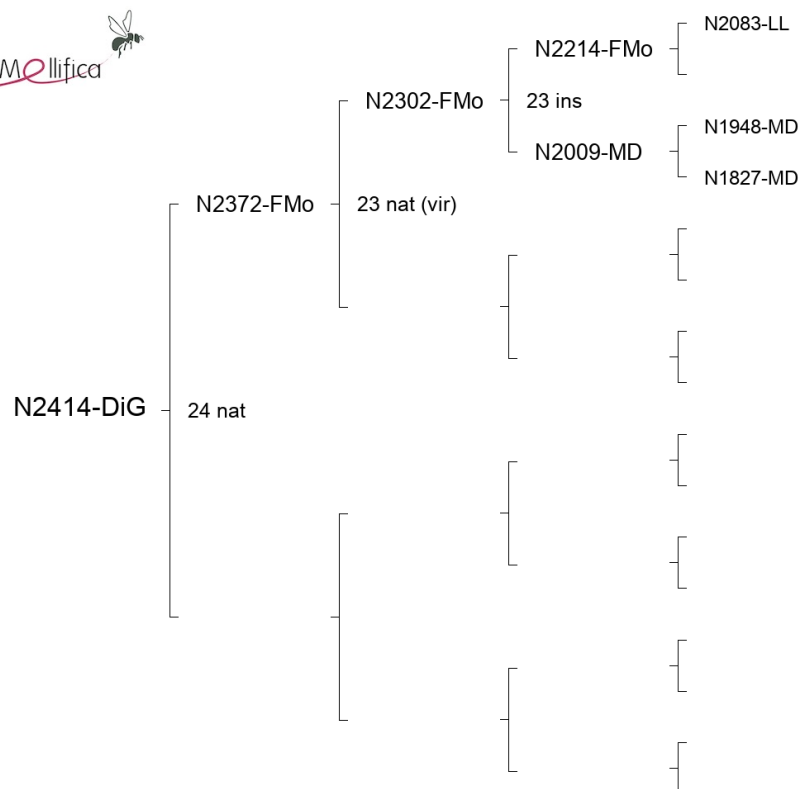 Mellifica
N2083-LL
N2214-FMo
N2302-FMo
23 ins
N1948-MD
N2009-MD
N1827-MD
N2372-FMo
23 nat (vir)
N2414-DiG
24 nat